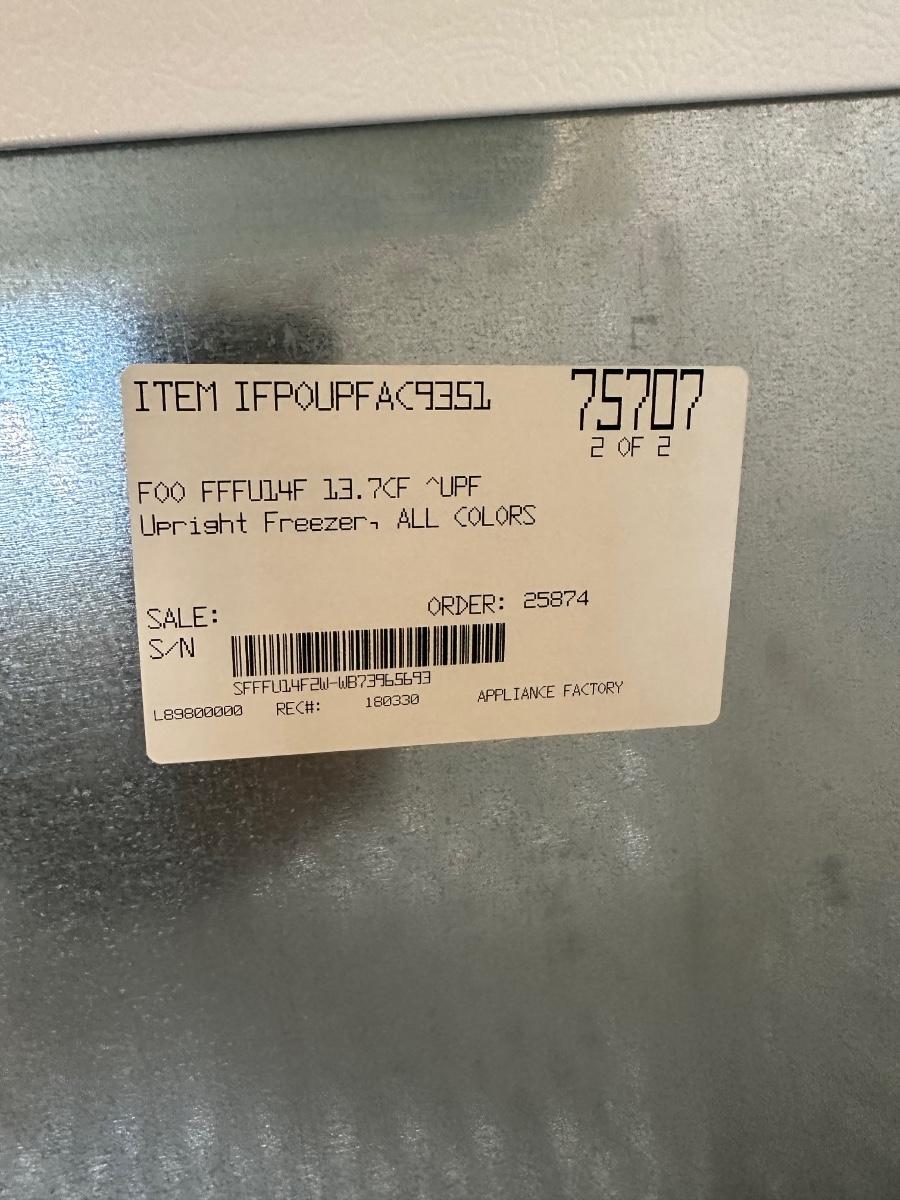 ITEM IFPOUPFAC9351
75707
2 OF 2
FOO FFFU14F 13.7CF ^UPF
Upright Freezer, ALL COLORS
SALE:
ORDER: 25874
S/N
SFFFU14F2W-WB73965693
L89800000 REC#: 180330 APPLIANCE FACTORY